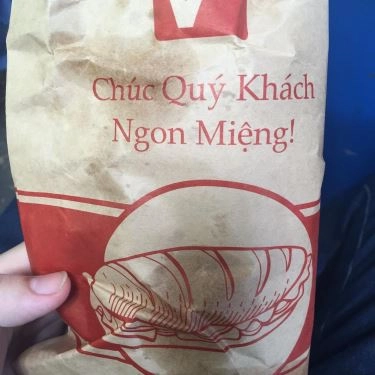 V
Chúc Quý Khách
Ngon Miệng!